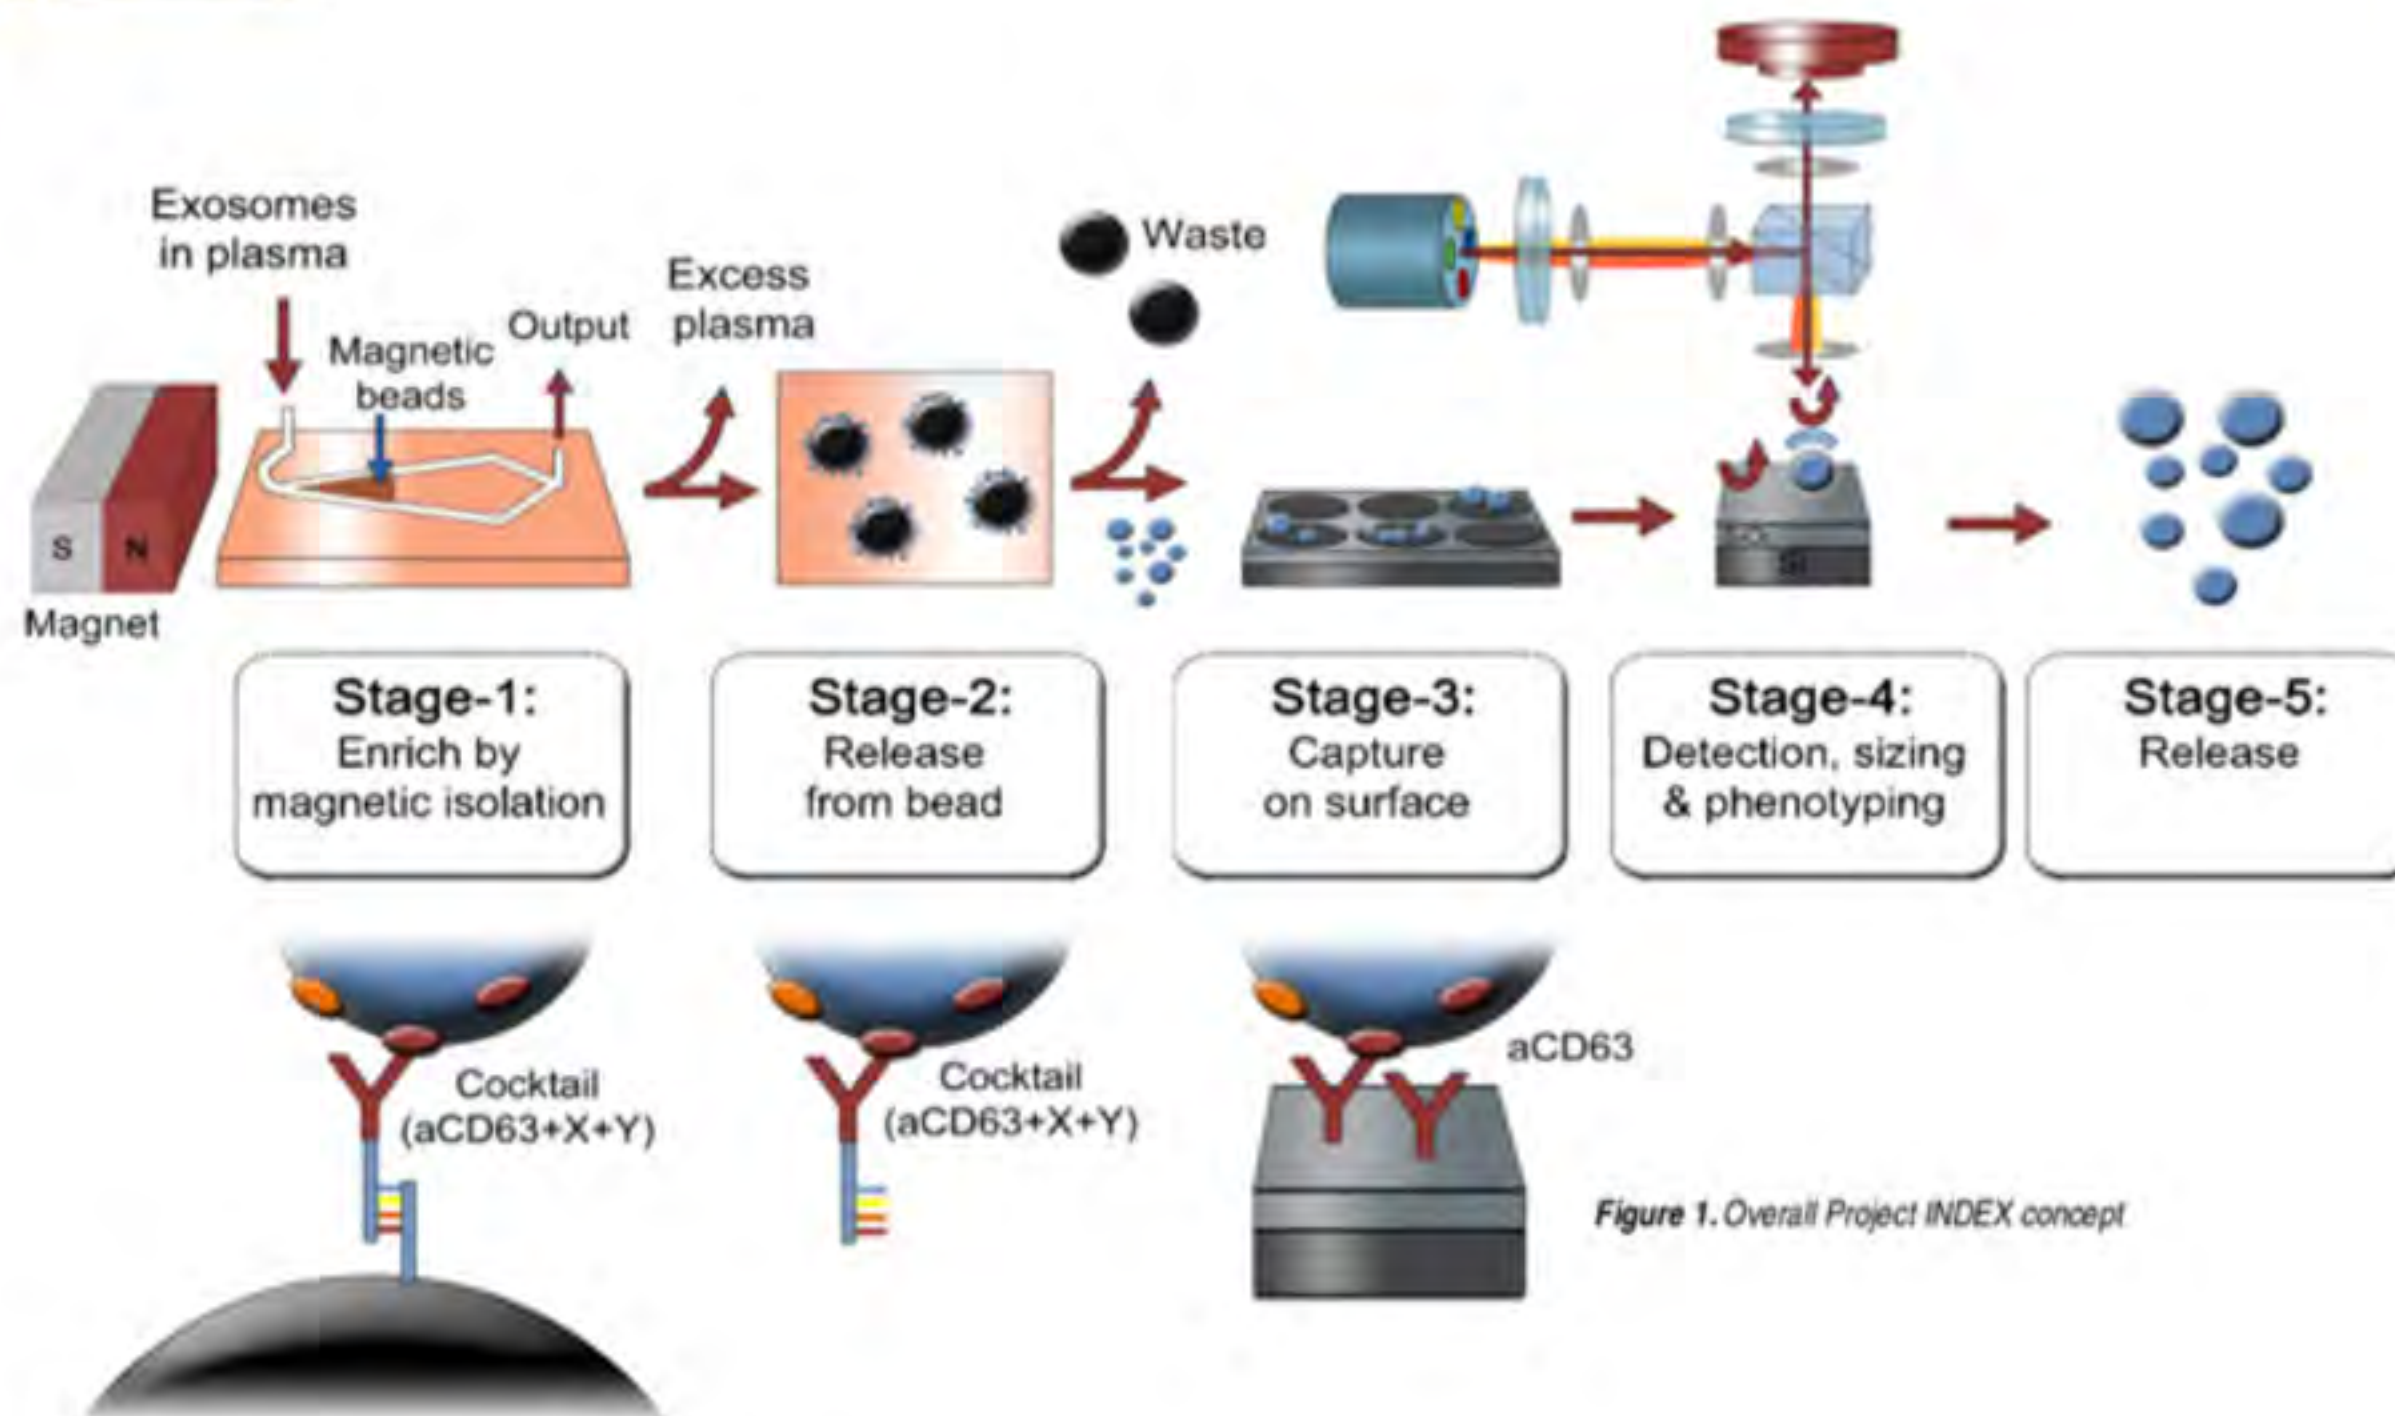 Exosomes
in plasma
Magnetic
beads
Output
Excess
plasma
Waste
S
N
Magnet
Si
Stage-1:
Enrich by
magnetic isolation
Stage-2:
Release
from bead
Stage-3:
Capture
on surface
Stage-4:
Detection, sizing
& phenotyping
Stage-5:
Release
Cocktail
(aCD63+X+Y)
Cocktail
(aCD63+X+Y)
aCD63
Figure 1. Overall Project INDEX concept